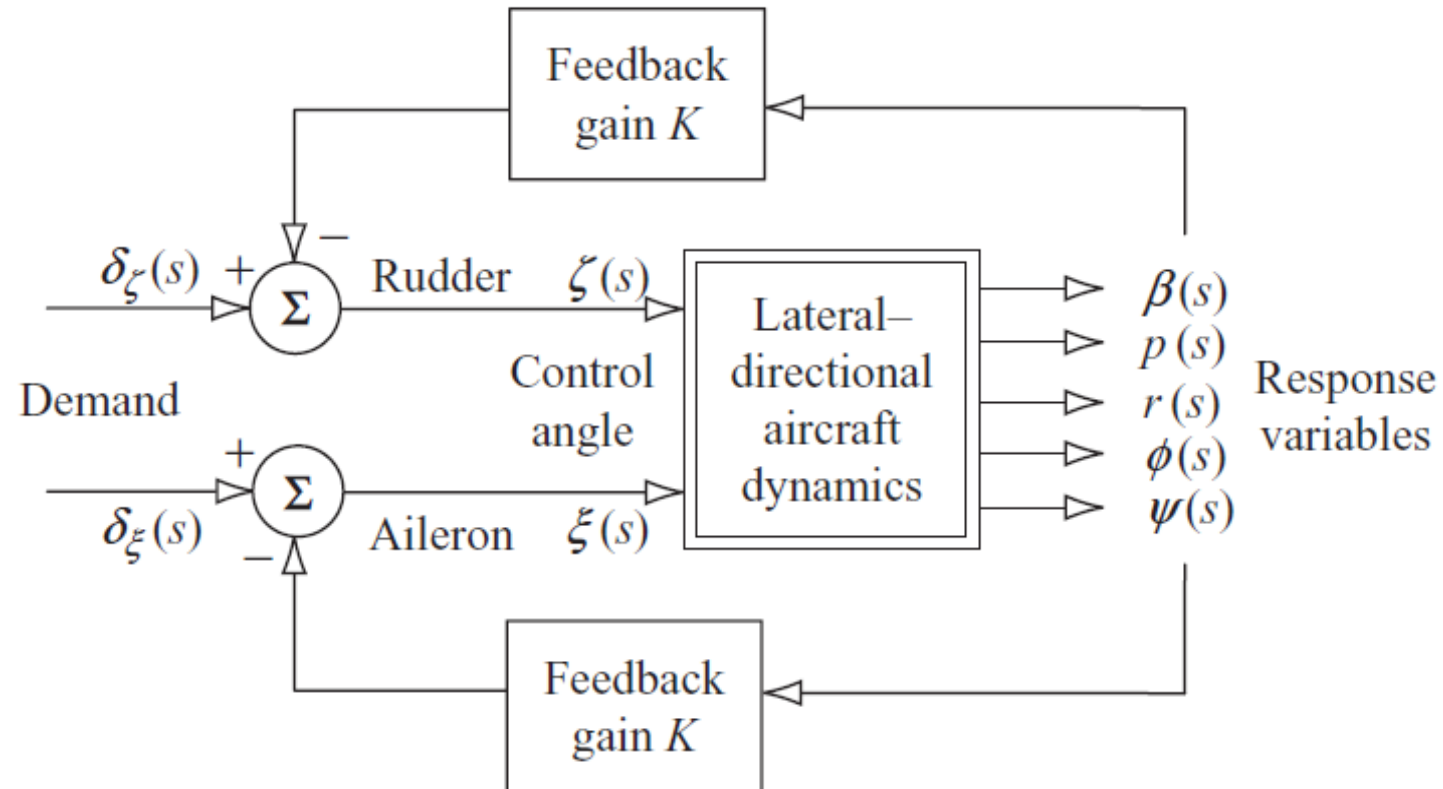 Feedback
gain K
−
δζ(s) +
Σ
Rudder ζ(s)
Demand
Control
angle
Lateral–
directional
aircraft
dynamics
β(s)
p(s)
r(s)
ϕ(s)
ψ(s)
Response
variables
+
δξ(s)
Σ
−
Aileron ξ(s)
Feedback
gain K